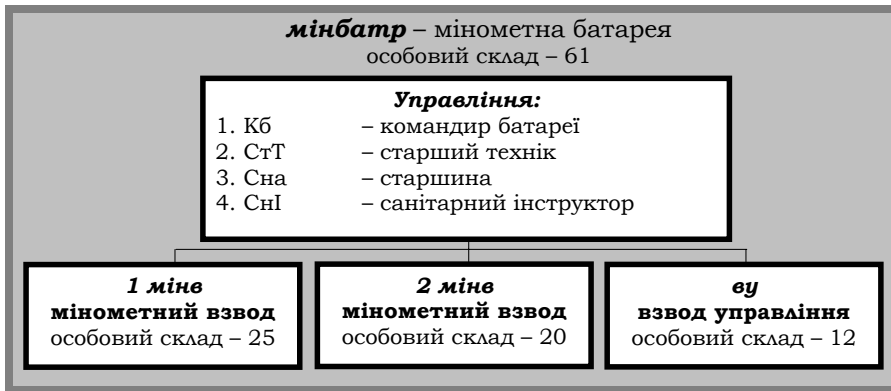 мінбатр – мінометна батарея
особовий склад – 61
Управління:
1. Кб – командир батареї
2. СтТ – старший технік
3. Сна – старшина
4. СнІ – санітарний інструктор
1 мінв
мінометний взвод
особовий склад – 25
2 мінв
мінометний взвод
особовий склад – 20
ву
взвод управління
особовий склад – 12